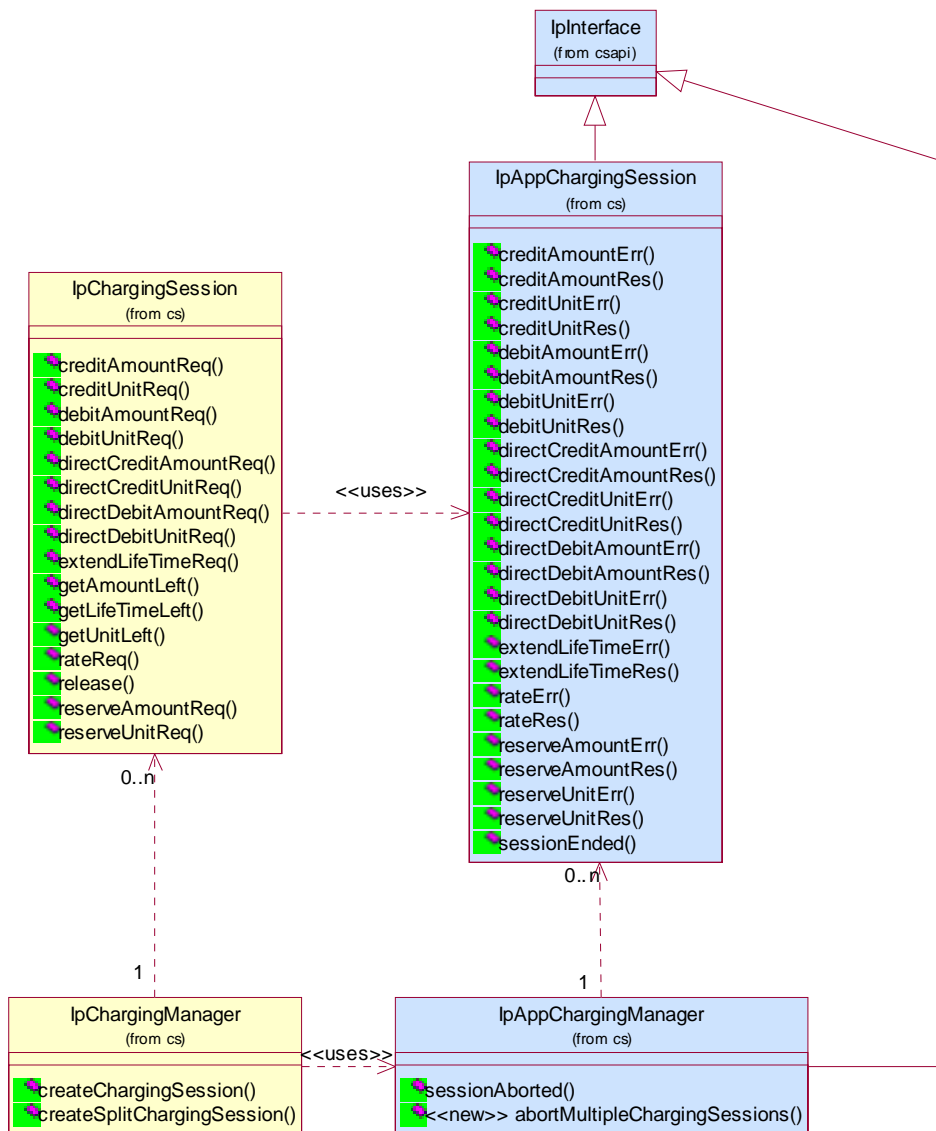 IpInterface
(from csapi)
IpAppChargingSession
(from cs)
creditAmountErr()
creditAmountRes()
creditUnitErr()
creditUnitRes()
debitAmountErr()
debitAmountRes()
debitUnitErr()
debitUnitRes()
directCreditAmountErr()
directCreditAmountRes()
directCreditUnitErr()
directCreditUnitRes()
directDebitAmountErr()
directDebitAmountRes()
directDebitUnitErr()
directDebitUnitRes()
extendLifeTimeErr()
extendLifeTimeRes()
rateErr()
rateRes()
reserveAmountErr()
reserveAmountRes()
reserveUnitErr()
reserveUnitRes()
sessionEnded()
IpChargingSession
(from cs)
creditAmountReq()
creditUnitReq()
debitAmountReq()
debitUnitReq()
directCreditAmountReq()
directCreditUnitReq()
directDebitAmountReq()
directDebitUnitReq()
extendLifeTimeReq()
getAmountLeft()
getLifeTimeLeft()
getUnitLeft()
rateReq()
release()
reserveAmountReq()
reserveUnitReq()
<<uses>>
0..n
0..n
1
1
IpChargingManager
(from cs)
createChargingSession()
createSplitChargingSession()
<<uses>>
IpAppChargingManager
(from cs)
sessionAborted()
<<new>> abortMultipleChargingSessions()